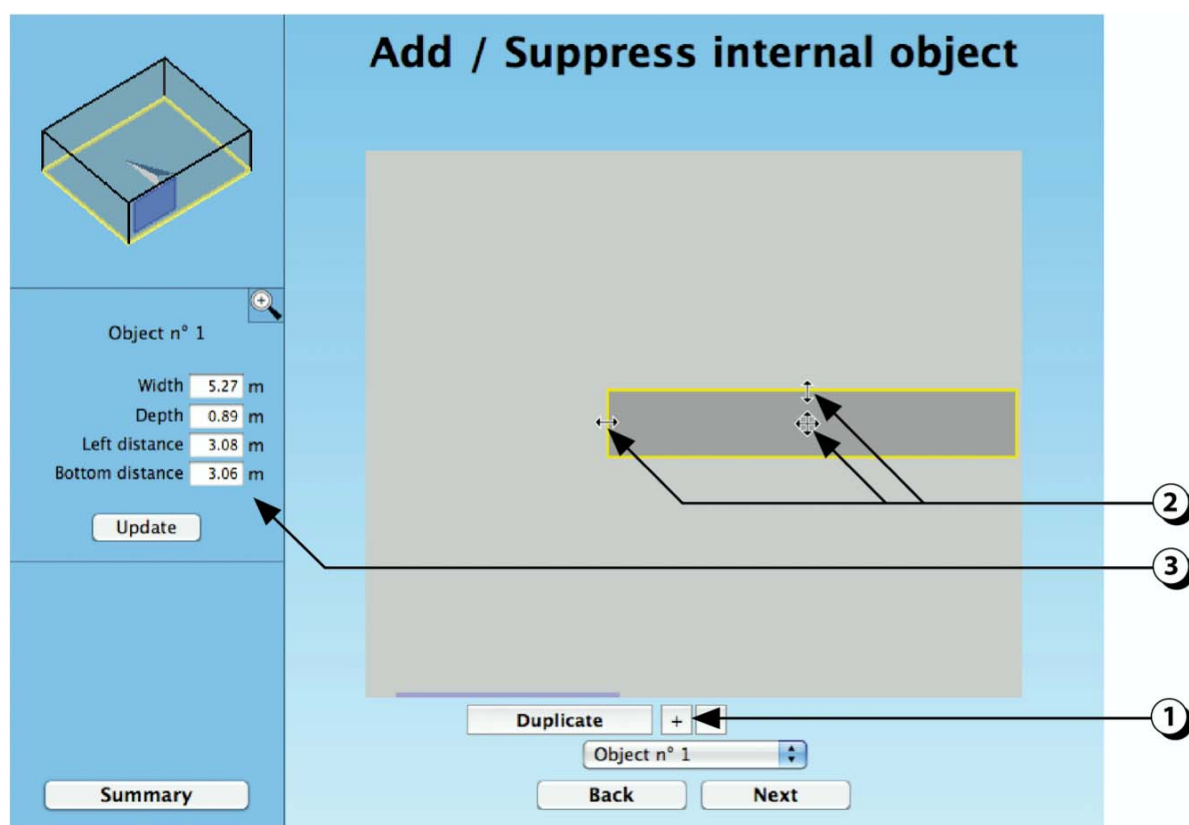 Add / Suppress internal object
Object n° 1
Width 5.27 m
Depth 0.89 m
Left distance 3.08 m
Bottom distance 3.06 m
Update
2
3
Duplicate +
1
Object n° 1
Summary
Back Next